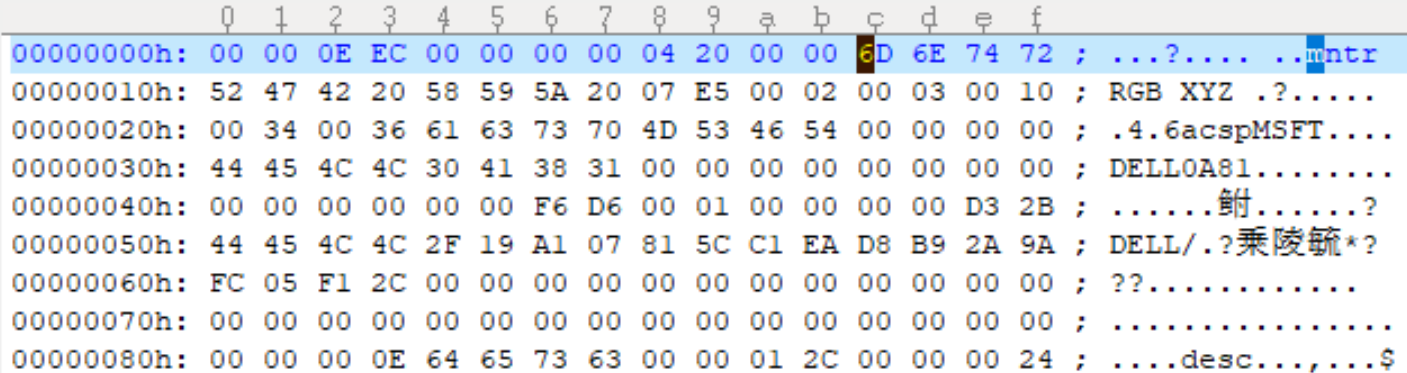 0 1 2 3 4 5 6 7 8 9 a b c d e f
00000000h: 00 00 0E EC 00 00 00 00 04 20 00 00 6D 6E 74 72 ; ...?..... ..mntr
00000010h: 52 47 42 20 58 59 5A 20 07 E5 00 02 00 03 00 10 ; RGB XYZ .?.....
00000020h: 00 34 00 36 61 63 73 70 4D 53 46 54 00 00 00 00 ; .4.6acspMSFT....
00000030h: 44 45 4C 4C 30 41 38 31 00 00 00 00 00 00 00 00 ; DELL0A81........
00000040h: 00 00 00 00 00 00 F6 D6 00 01 00 00 00 00 D3 2B ; ......鲋......?
00000050h: 44 45 4C 4C 2F 19 A1 07 81 5C C1 EA D8 B9 2A 9A ; DELL/.?乗陵毓*?
00000060h: FC 05 F1 2C 00 00 00 00 00 00 00 00 00 00 00 00 ; ??............
00000070h: 00 00 00 00 00 00 00 00 00 00 00 00 00 00 00 00 ; ................
00000080h: 00 00 00 0E 64 65 73 63 00 00 01 2C 00 00 00 24 ; ....desc...,...$